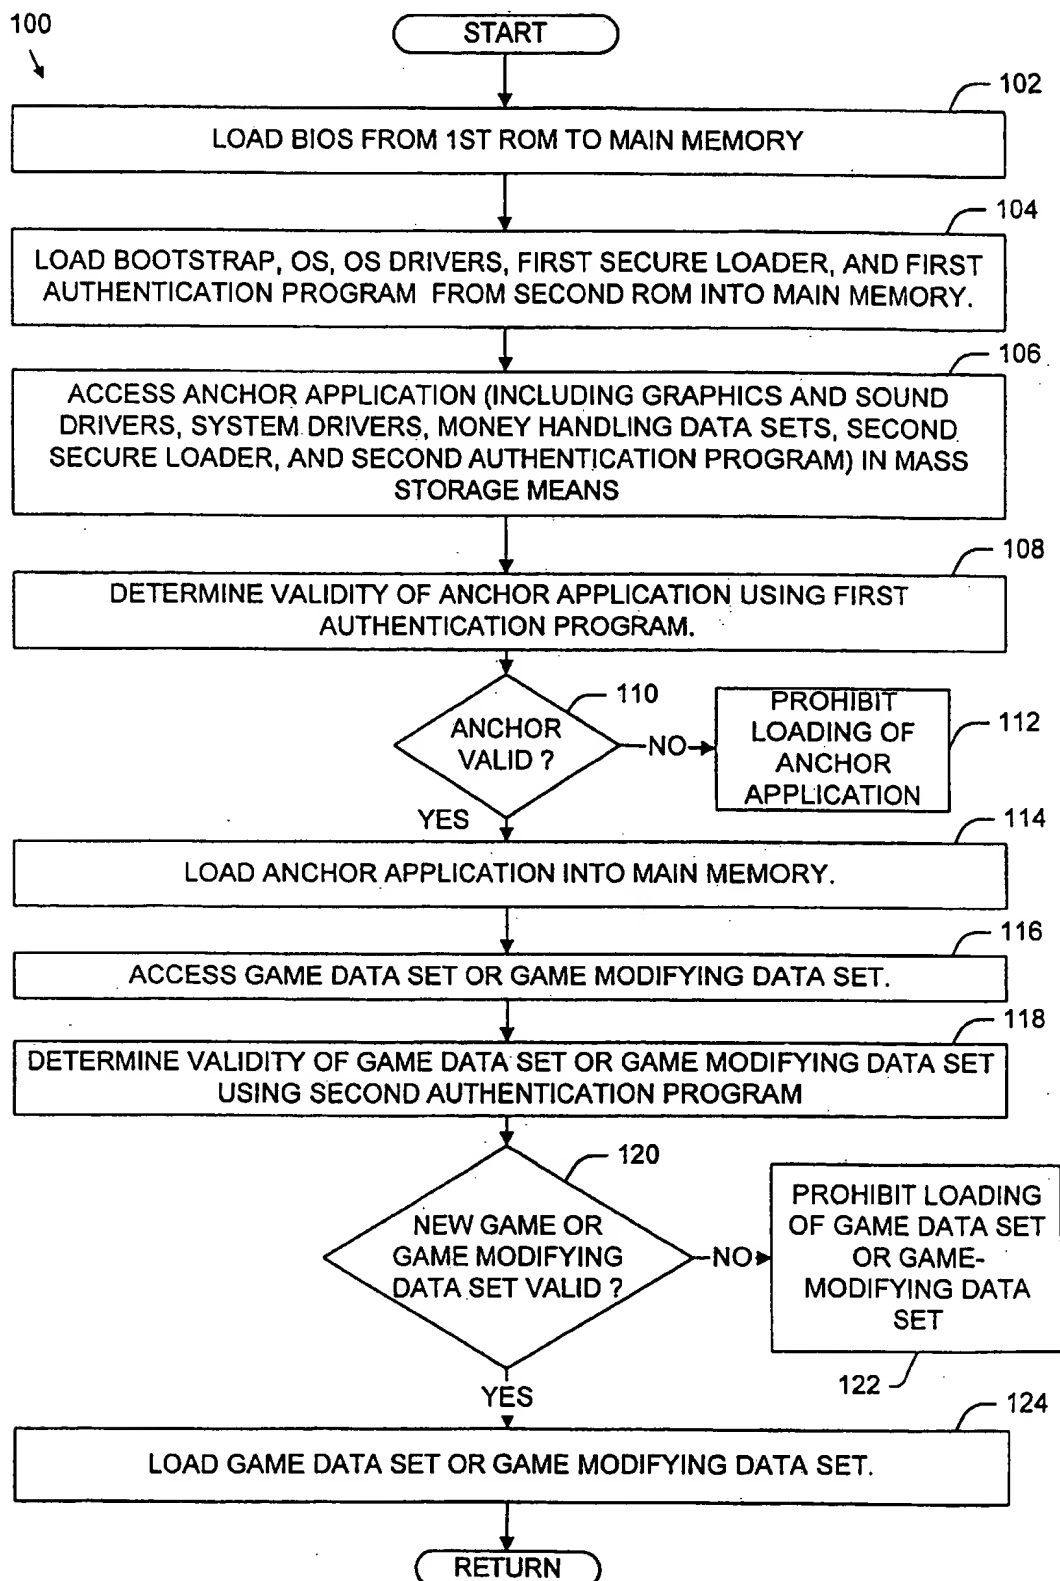 100
START
102
LOAD BIOS FROM 1ST ROM TO MAIN MEMORY
104
LOAD BOOTSTRAP, OS, OS DRIVERS, FIRST SECURE LOADER, AND FIRST
AUTHENTICATION PROGRAM FROM SECOND ROM INTO MAIN MEMORY.
106
ACCESS ANCHOR APPLICATION (INCLUDING GRAPHICS AND SOUND
DRIVERS, SYSTEM DRIVERS, MONEY HANDLING DATA SETS, SECOND
SECURE LOADER, AND SECOND AUTHENTICATION PROGRAM) IN MASS
STORAGE MEANS
108
DETERMINE VALIDITY OF ANCHOR APPLICATION USING FIRST
AUTHENTICATION PROGRAM.
110
ANCHOR
VALID ?
NO
PROHIBIT
LOADING OF
ANCHOR
APPLICATION
112
YES
114
LOAD ANCHOR APPLICATION INTO MAIN MEMORY.
116
ACCESS GAME DATA SET OR GAME MODIFYING DATA SET.
118
DETERMINE VALIDITY OF GAME DATA SET OR GAME MODIFYING DATA SET
USING SECOND AUTHENTICATION PROGRAM
120
NEW GAME OR
GAME MODIFYING
DATA SET VALID ?
NO
PROHIBIT LOADING
OF GAME DATA SET
OR GAME-
MODIFYING DATA
SET
122
YES
124
LOAD GAME DATA SET OR GAME MODIFYING DATA SET.
RETURN